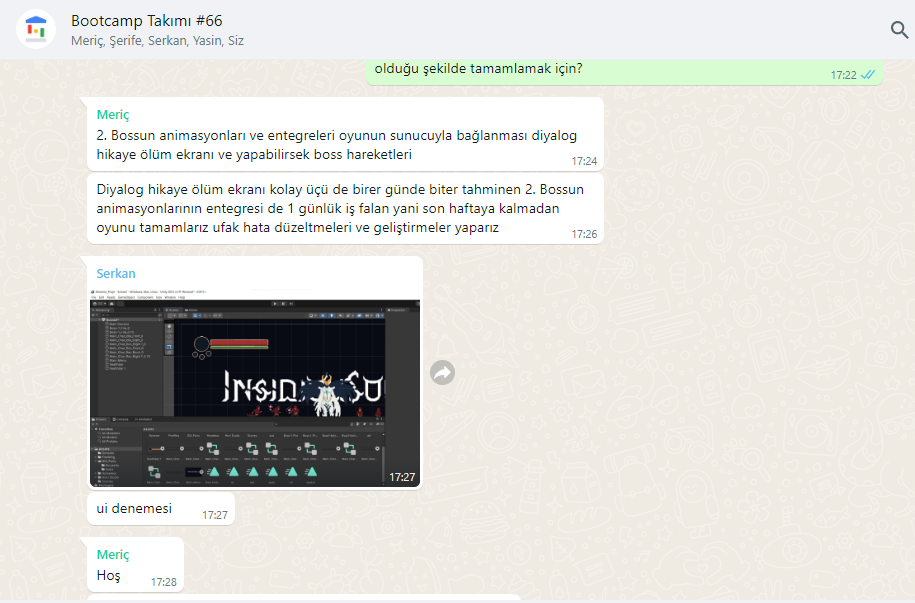 Bootcamp Takımı #66
Meriç, Şerife, Serkan, Yasin, Siz
olduğu şekilde tamamlamak için?
17:22
Meriç
2. Bossun animasyonları ve entegreleri oyunun sunucuyla bağlanması diyalog
hikaye ölüm ekranı ve yapabilirsek boss hareketleri
17:24
Diyalog hikaye ölüm ekranı kolay üçü de birer günde biter tahminen 2. Bossun
animasyonlarının entegresi de 1 günlük iş falan yani son haftaya kalmadan
oyunu tamamlarız ufak hata düzeltmeleri ve geliştirmeler yaparız
17:26
Serkan
17:27
ui denemesi
17:27
Meriç
Hoş
17:28